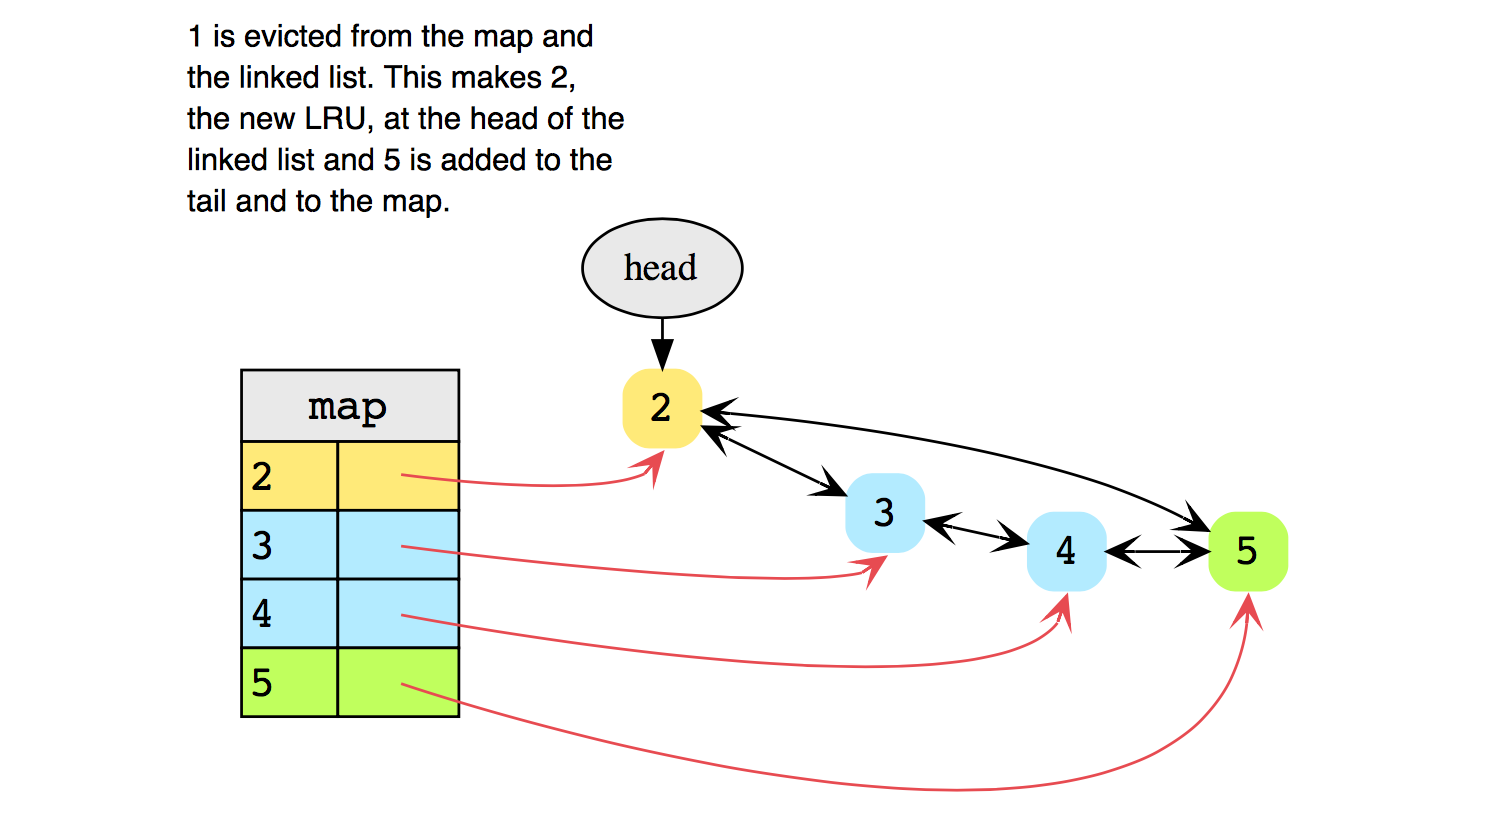 1 is evicted from the map and
the linked list. This makes 2,
the new LRU, at the head of the
linked list and 5 is added to the
tail and to the map.
head
map
2
3
4
5
2
3
4
5